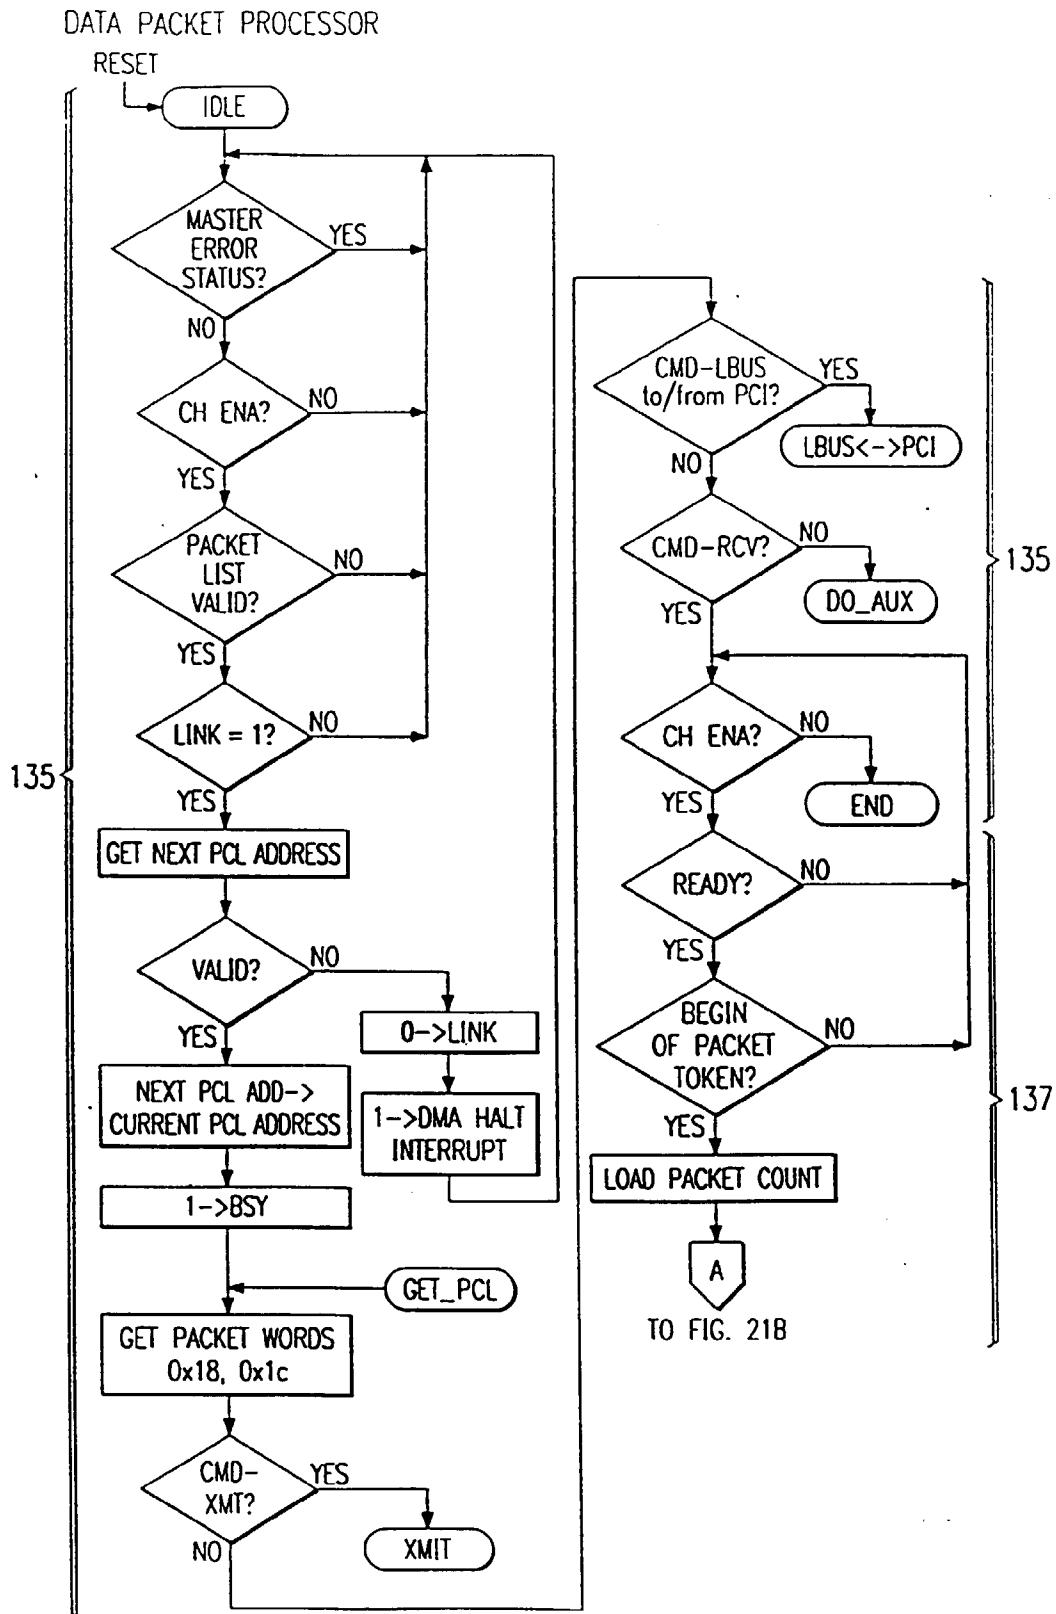 DATA PACKET PROCESSOR
RESET
IDLE
MASTER
ERROR
STATUS?
YES
NO
CH ENA?
NO
YES
PACKET
LIST
VALID?
NO
YES
LINK = 1?
NO
YES
135
GET NEXT PCL ADDRESS
VALID?
NO
YES
0->LINK
NEXT PCL ADD->
CURRENT PCL ADDRESS
1->DMA HALT
INTERRUPT
1->BSY
GET_PCL
GET PACKET WORDS
0x18, 0x1c
CMD-
XMT?
YES
NO
XMIT
CMD-LBUS
to/from PCI?
YES
LBUS<->PCI
NO
CMD-RCV?
NO
DO_AUX
YES
135
CH ENA?
NO
END
YES
READY?
NO
YES
BEGIN
OF PACKET
TOKEN?
NO
YES
137
LOAD PACKET COUNT
A
TO FIG. 21B